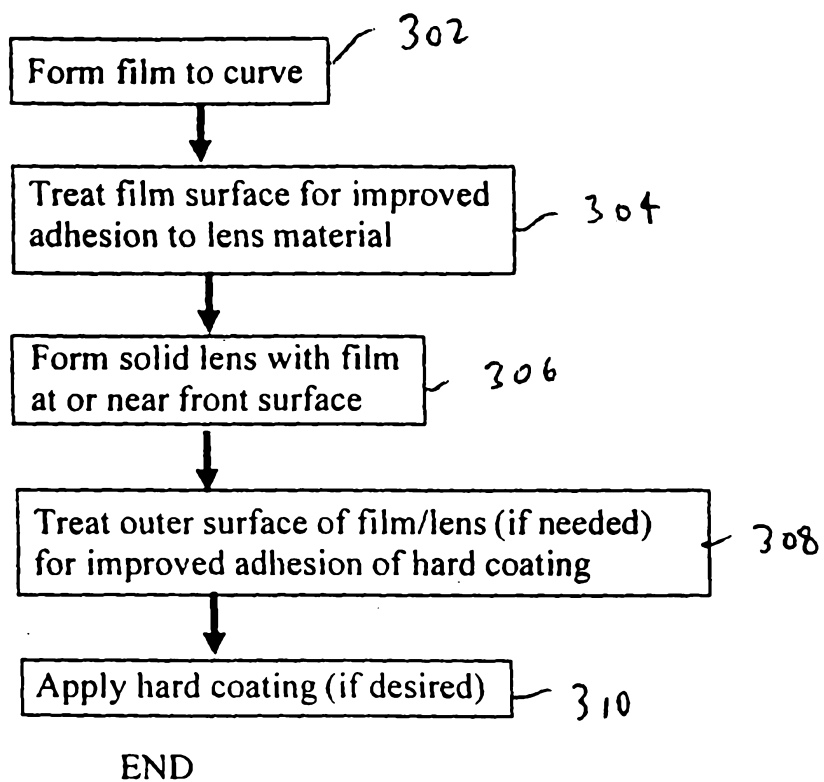 302
Form film to curve
Treat film surface for improved
adhesion to lens material
304
Form solid lens with film
at or near front surface
306
Treat outer surface of film/lens (if needed)
for improved adhesion of hard coating
308
Apply hard coating (if desired)
310
END